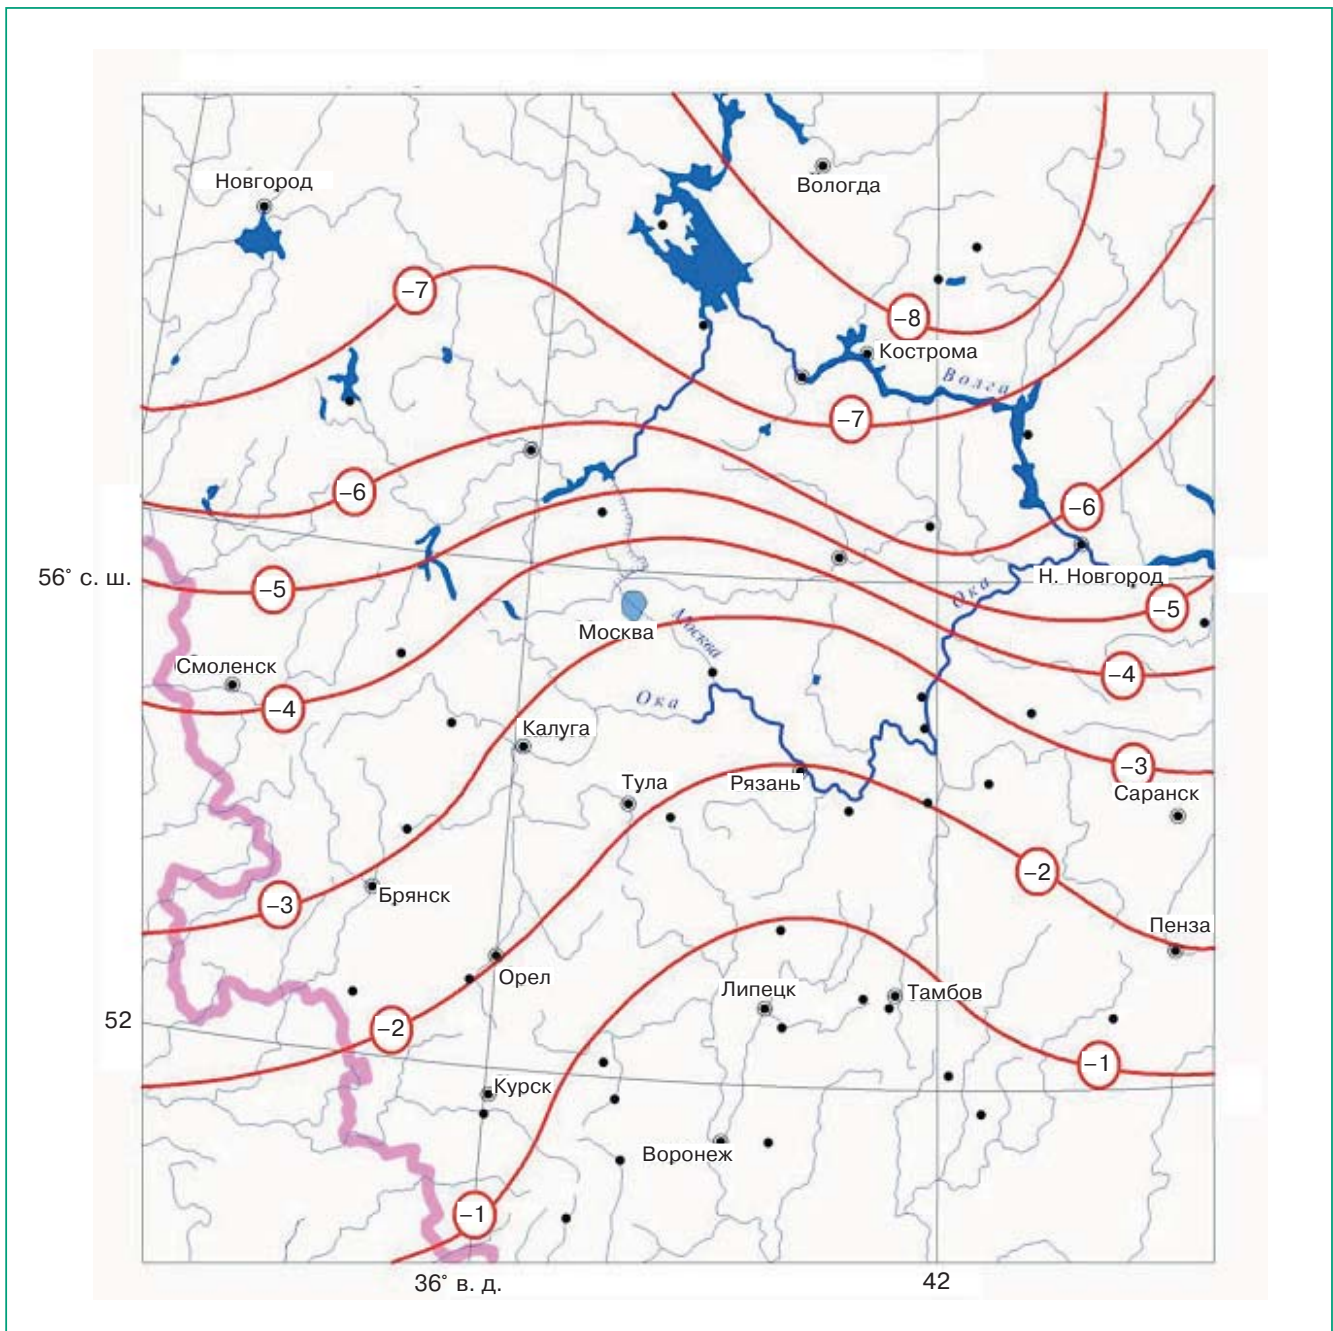 Новгород
Вологда
–7
–8
Кострома
Волга
–7
–6
–6
56° с. ш.
–5
Н. Новгород
Ока
–5
Москва
Москва
Смоленск
–4
–4
Ока
Калуга
–3
Тула
Рязань
Саранск
–2
Брянск
–3
Пенза
Орел
Липецк
Тамбов
52
–2
–1
Курск
Воронеж
–1
36° в. д.
42